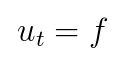 u_t = f